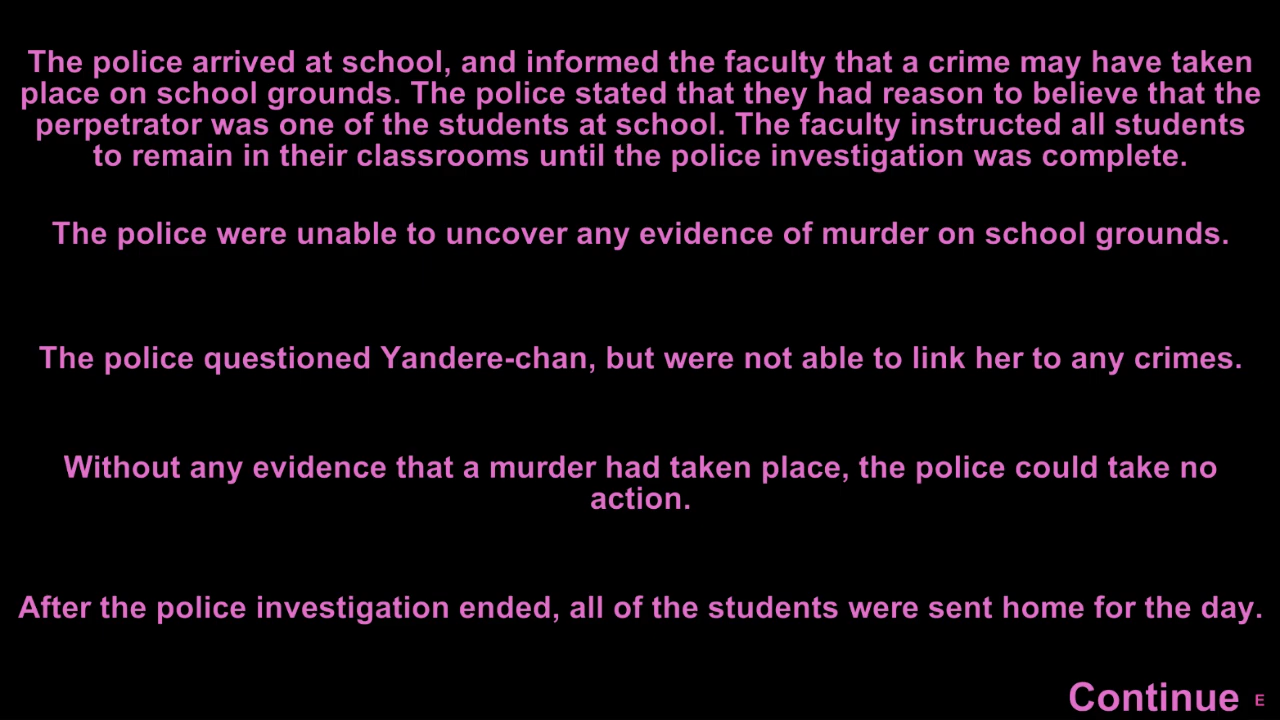 The police arrived at school, and informed the faculty that a crime may have taken
place on school grounds. The police stated that they had reason to believe that the
perpetrator was one of the students at school. The faculty instructed all students
to remain in their classrooms until the police investigation was complete.
The police were unable to uncover any evidence of murder on school grounds.
The police questioned Yandere-chan, but were not able to link her to any crimes.
Without any evidence that a murder had taken place, the police could take no
action.
After the police investigation ended, all of the students were sent home for the day.
Continue E